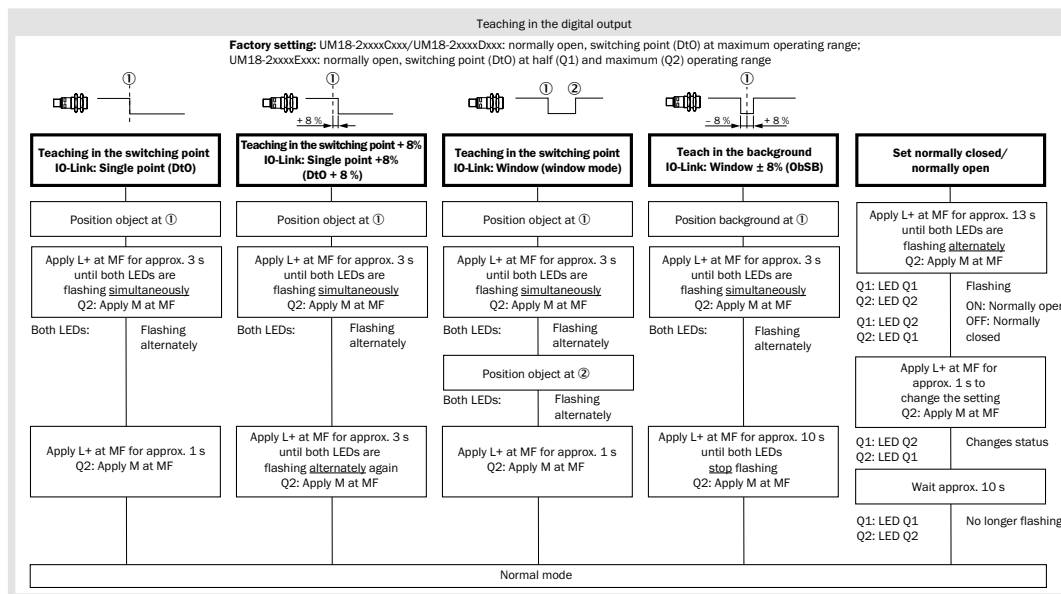 Teaching in the digital output
Factory setting: UM18-2xxxxCxxx/UM18-2xxxxDxxx: normally open, switching point (DtO) at maximum operating range;
UM18-2xxxxExxx: normally open, switching point (DtO) at half (Q1) and maximum (Q2) operating range
①
Teaching in the switching point
IO-Link: Single point (DtO)
Position object at ①
Apply L+ at MF for approx. 3 s
until both LEDs are
flashing simultaneously
Q2: Apply M at MF
Both LEDs:
Flashing
alternately
Apply L+ at MF for approx. 1 s
Q2: Apply M at MF
①
+ 8 %
Teaching in the switching point + 8%
IO-Link: Single point +8%
(DtO + 8 %)
Position object at ①
Apply L+ at MF for approx. 3 s
until both LEDs are
flashing simultaneously
Q2: Apply M at MF
Both LEDs:
Flashing
alternately
Apply L+ at MF for approx. 3 s
until both LEDs are
flashing alternately again
Q2: Apply M at MF
① ②
Teaching in the switching point
IO-Link: Window (window mode)
Position object at ①
Apply L+ at MF for approx. 3 s
until both LEDs are
flashing simultaneously
Q2: Apply M at MF
Both LEDs:
Flashing
alternately
Position object at ②
Both LEDs:
Flashing
alternately
Apply L+ at MF for approx. 1 s
Q2: Apply M at MF
①
– 8 % + 8 %
Teach in the background
IO-Link: Window ± 8% (ObSB)
Position background at ①
Apply L+ at MF for approx. 3 s
until both LEDs are
flashing simultaneously
Q2: Apply M at MF
Both LEDs:
Flashing
alternately
Apply L+ at MF for approx. 10 s
until both LEDs
stop flashing
Q2: Apply M at MF
Set normally closed/
normally open
Apply L+ at MF for approx. 13 s
until both LEDs are
flashing alternately
Q2: Apply M at MF
Q1: LED Q1
Q2: LED Q2
Flashing
Q1: LED Q2
Q2: LED Q1
ON: Normally open
OFF: Normally
closed
Apply L+ at MF for
approx. 1 s to
change the setting
Q2: Apply M at MF
Q1: LED Q2
Q2: LED Q1
Changes status
Wait approx. 10 s
Q1: LED Q1
Q2: LED Q2
No longer flashing
Normal mode